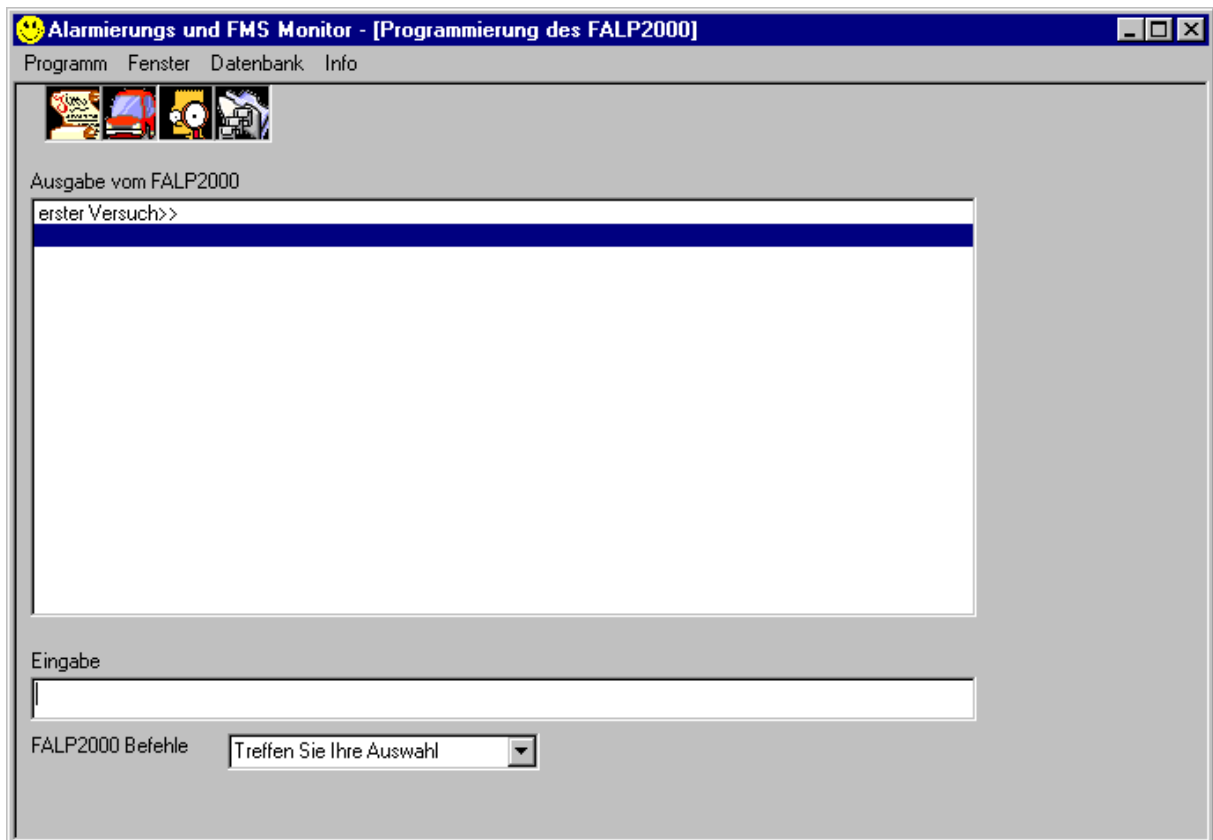 Alarmierungs und FMS Monitor - [Programmierung des FALP2000]
Programm Fenster Datenbank Info
Ausgabe vom FALP2000
erster Versuch>>
Eingabe
FALP2000 Befehle
Treffen Sie Ihre Auswahl